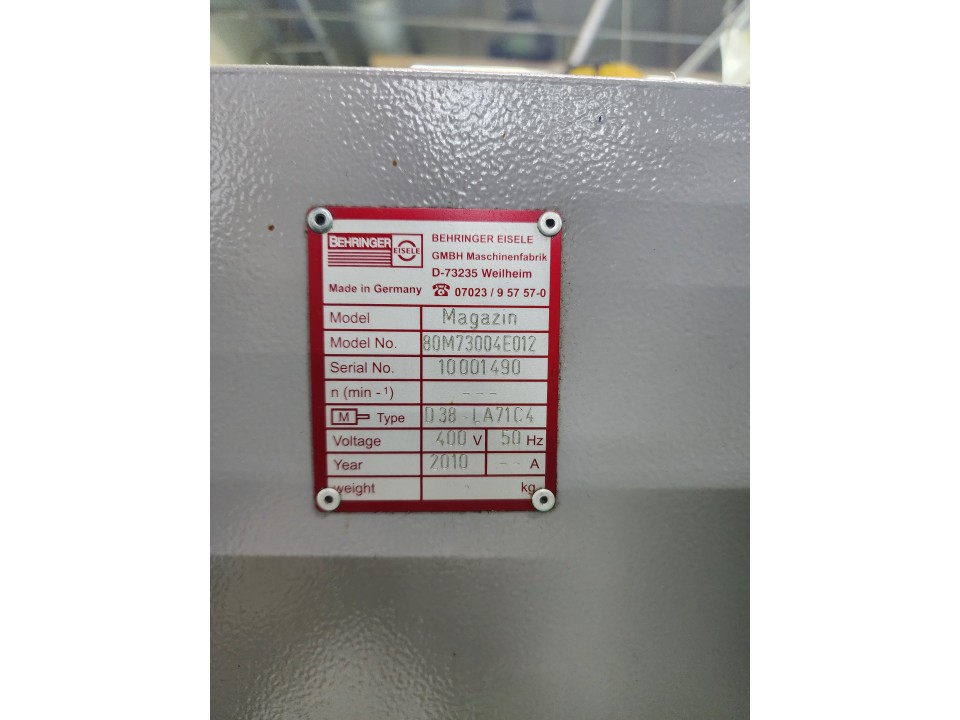 BEHRINGER EISELE
BEHRINGER EISELE
GMBH Maschinenfabrik
D-73235 Weilheim
Made in Germany ☎ 07023 / 9 57 57-0
Model Magazin
Model No. 80M73004E012
Serial No. 10001490
n (min -¹) ---
M Type D38 LA71C4
Voltage 400 V 50 Hz
Year 2010 -- A
weight kg